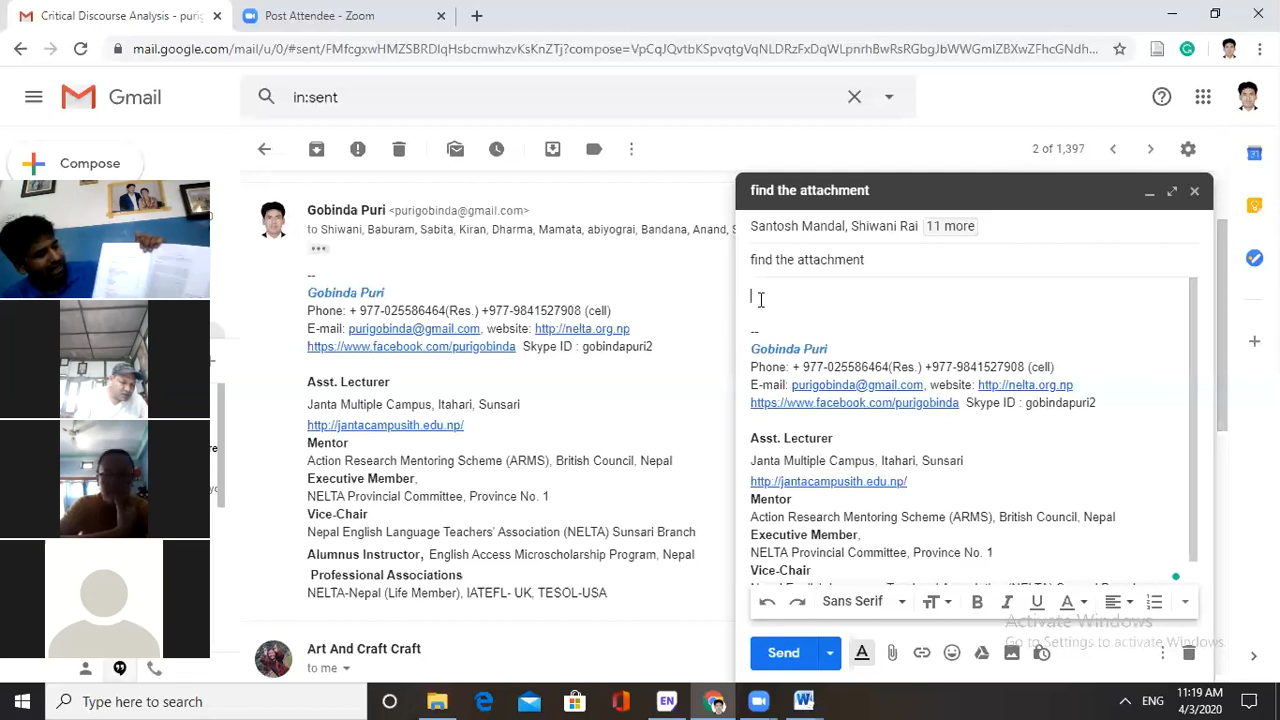 Critical Discourse Analysis - puri
Post Attendee - Zoom
mail.google.com/mail/u/0/#sent/FMfcgxwHMZSBRDlqHsbcmwhzvKsKnZTj?compose=VpCqJQvtbKSpvqtgVqNLDRzFxDqWLpnrhBwRsRGbgJbWWGmlZBXwZFhcGNdh...
Gmail
in:sent
Compose
2 of 1,397
Gobinda Puri <purigobinda@gmail.com>
to Shiwani, Baburam, Sabita, Kiran, Dharma, Mamata, abiyograi, Bandana, Anand, S
--
Gobinda Puri
Phone: + 977-025586464(Res.) +977-9841527908 (cell)
E-mail: purigobinda@gmail.com, website: http://nelta.org.np
https://www.facebook.com/purigobinda Skype ID : gobindapuri2
Asst. Lecturer
Janta Multiple Campus, Itahari, Sunsari
http://jantacampusith.edu.np/
Mentor
Action Research Mentoring Scheme (ARMS), British Council, Nepal
Executive Member,
NELTA Provincial Committee, Province No. 1
Vice-Chair
Nepal English Language Teachers' Association (NELTA) Sunsari Branch
Alumnus Instructor, English Access Microscholarship Program, Nepal
Professional Associations
NELTA-Nepal (Life Member), IATEFL- UK, TESOL-USA
Art And Craft Craft
to me
find the attachment
Santosh Mandal, Shiwani Rai 11 more
find the attachment
--
Gobinda Puri
Phone: + 977-025586464(Res.) +977-9841527908 (cell)
E-mail: purigobinda@gmail.com, website: http://nelta.org.np
https://www.facebook.com/purigobinda Skype ID : gobindapuri2
Asst. Lecturer
Janta Multiple Campus, Itahari, Sunsari
http://jantacampusith.edu.np/
Mentor
Action Research Mentoring Scheme (ARMS), British Council, Nepal
Executive Member,
NELTA Provincial Committee, Province No. 1
Vice-Chair
Sans Serif
Send
Activate Windows
Go to Settings to activate Windows.
Type here to search
EN
ENG
11:19 AM
4/3/2020